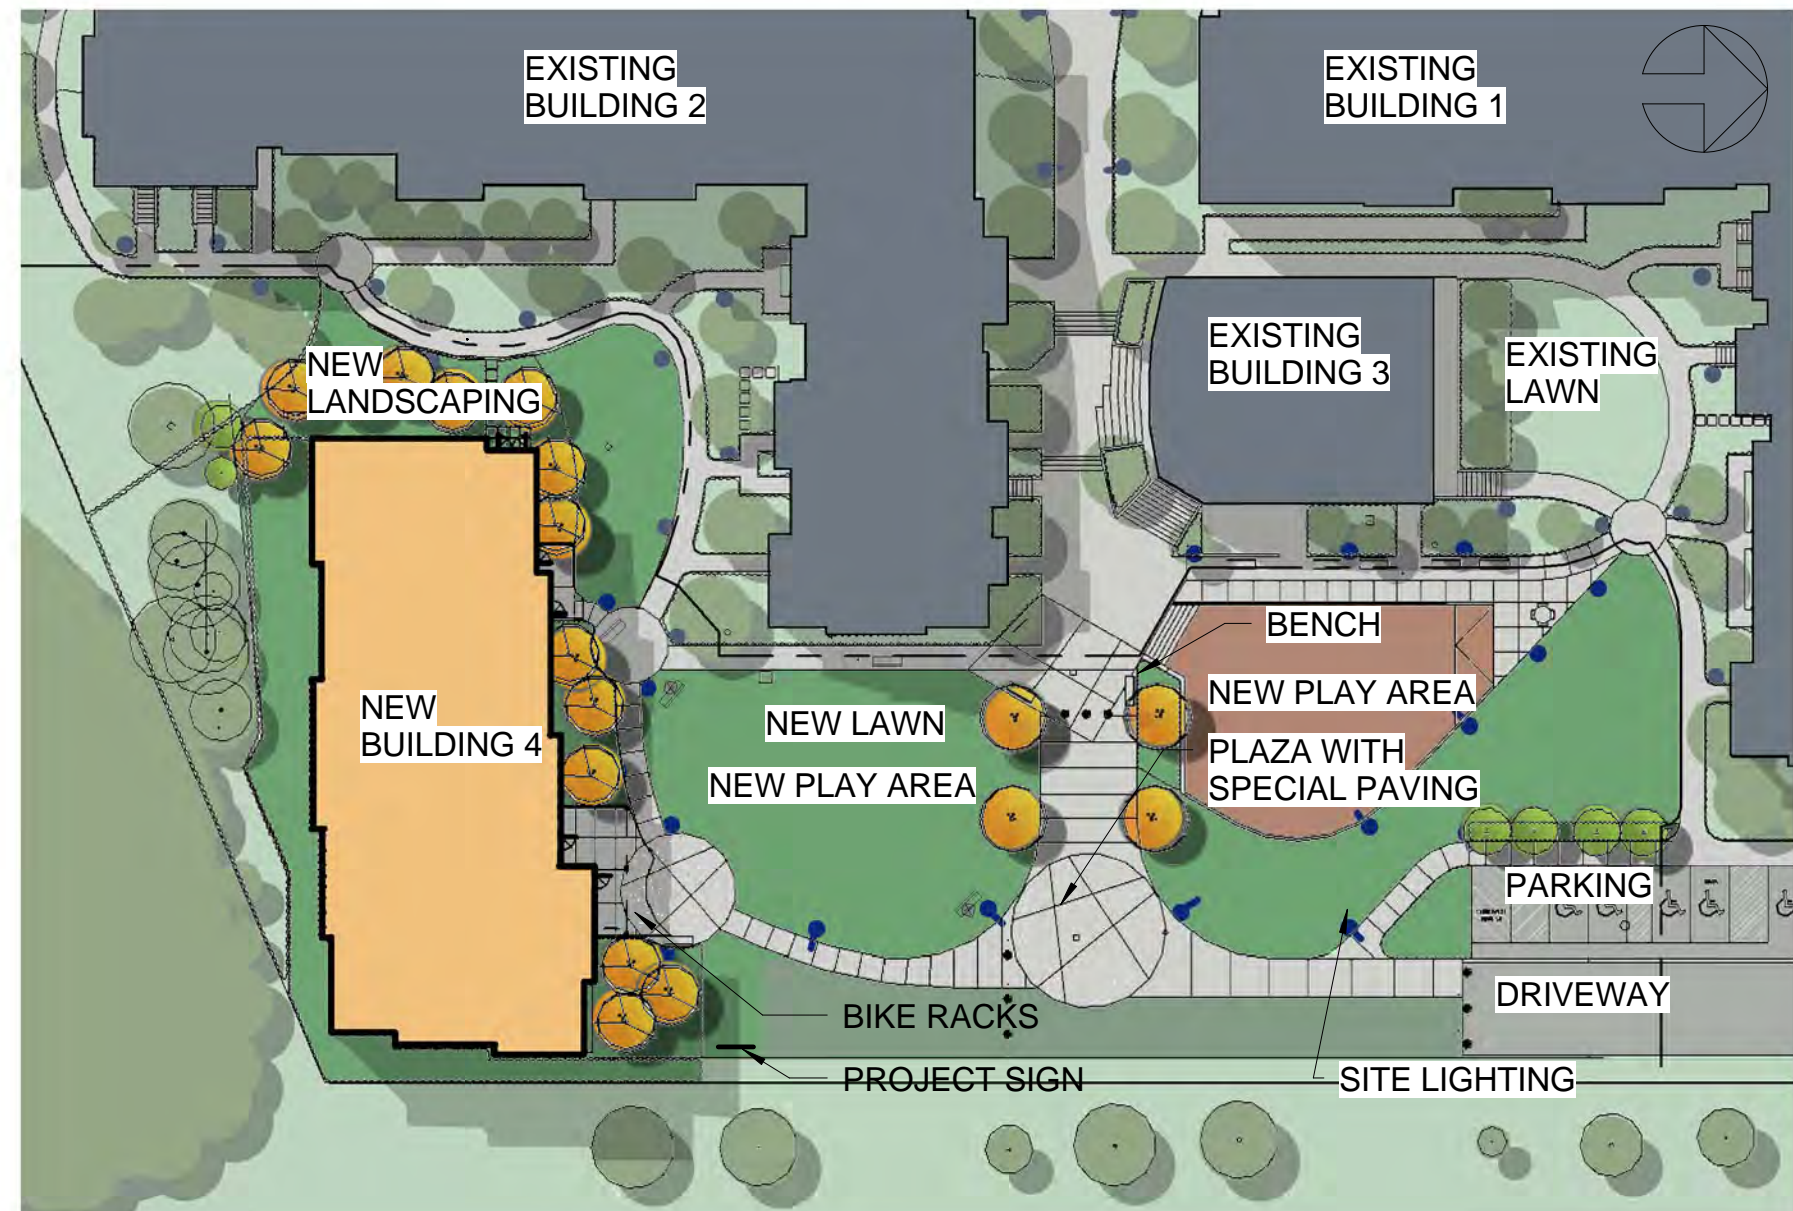 EXISTING
BUILDING 2
EXISTING
BUILDING 1
EXISTING
BUILDING 3
EXISTING
LAWN
NEW
LANDSCAPING
BENCH
NEW PLAY AREA
NEW
BUILDING 4
NEW LAWN
NEW PLAY AREA
PLAZA WITH
SPECIAL PAVING
PARKING
DRIVEWAY
BIKE RACKS
PROJECT SIGN
SITE LIGHTING